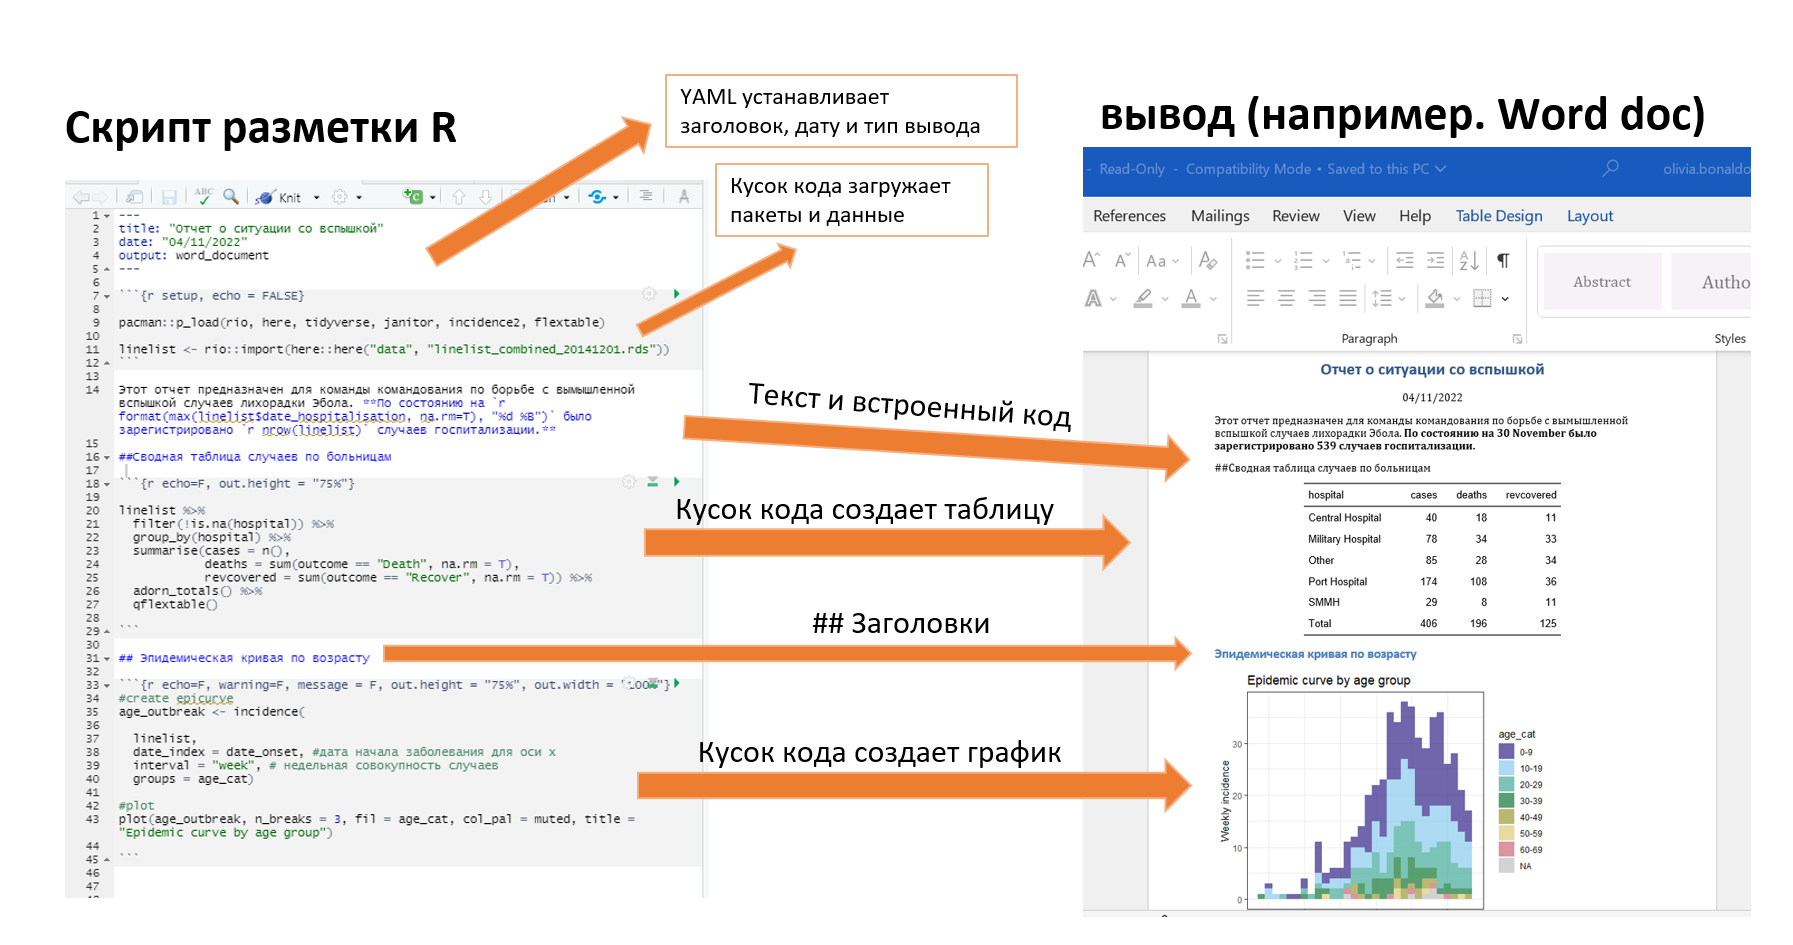 Скрипт разметки R
YAML устанавливает
заголовок, дату и тип вывода
Кусок кода загружает
пакеты и данные
вывод (например. Word doc)
ABC
Knit
1 ---
2 title: "Отчет о ситуации со вспышкой"
3 date: "04/11/2022"
4 output: word_document
5 ---
6
7 ```{r setup, echo = FALSE}
8
9 pacman::p_load(rio, here, tidyverse, janitor, incidence2, flextable)
10
11 linelist <- rio::import(here::here("data", "linelist_combined_20141201.rds"))
12 ```
13
14 Этот отчет предназначен для команды командования по борьбе с вымышленной
вспышкой случаев лихорадки Эбола. **По состоянию на `r
format(max(linelist$date_hospitalisation, na.rm=T), "%d %B")` было
зарегистрировано `r nrow(linelist)` случаев госпитализации.**
15
16 ##Сводная таблица случаев по больницам
17
18 ```{r echo=F, out.height = "75%"}
19
20 linelist %>%
21 filter(!is.na(hospital)) %>%
22 group_by(hospital) %>%
23 summarise(cases = n(),
24 deaths = sum(outcome == "Death", na.rm = T),
25 revcovered = sum(outcome == "Recover", na.rm = T)) %>%
26 adorn_totals() %>%
27 qflextable()
28
29 ```
30
31 ## Эпидемическая кривая по возрасту
32
33 ```{r echo=F, warning=F, message = F, out.height = "75%", out.width = "100%"}
34 #create epicurve
35 age_outbreak <- incidence(
36
37 linelist,
38 date_index = date_onset, #дата начала заболевания для оси x
39 interval = "week", # недельная совокупность случаев
40 groups = age_cat)
41
42 #plot
43 plot(age_outbreak, n_breaks = 3, fil = age_cat, col_pal = muted, title =
"Epidemic curve by age group")
44
45 ```
46
47
Текст и встроенный код
Кусок кода создает таблицу
## Заголовки
Кусок кода создает график
- Read-Only - Compatibility Mode • Saved to this PC
olivia.bonaldo
References Mailings Review View Help Table Design Layout
Aa
Abstract
Autho
Paragraph
Styles
Отчет о ситуации со вспышкой
04/11/2022
Этот отчет предназначен для команды командования по борьбе с вымышленной
вспышкой случаев лихорадки Эбола. По состоянию на 30 November было
зарегистрировано 539 случаев госпитализации.
##Сводная таблица случаев по больницам
hospital cases deaths revcovered
Central Hospital 40 18 11
Military Hospital 78 34 33
Other 85 28 34
Port Hospital 174 108 36
SMMH 29 8 11
Total 406 196 125
Эпидемическая кривая по возрасту
Epidemic curve by age group
Weekly incidence
30
20
10
0
age_cat
0-9
10-19
20-29
30-39
40-49
50-59
60-69
NA